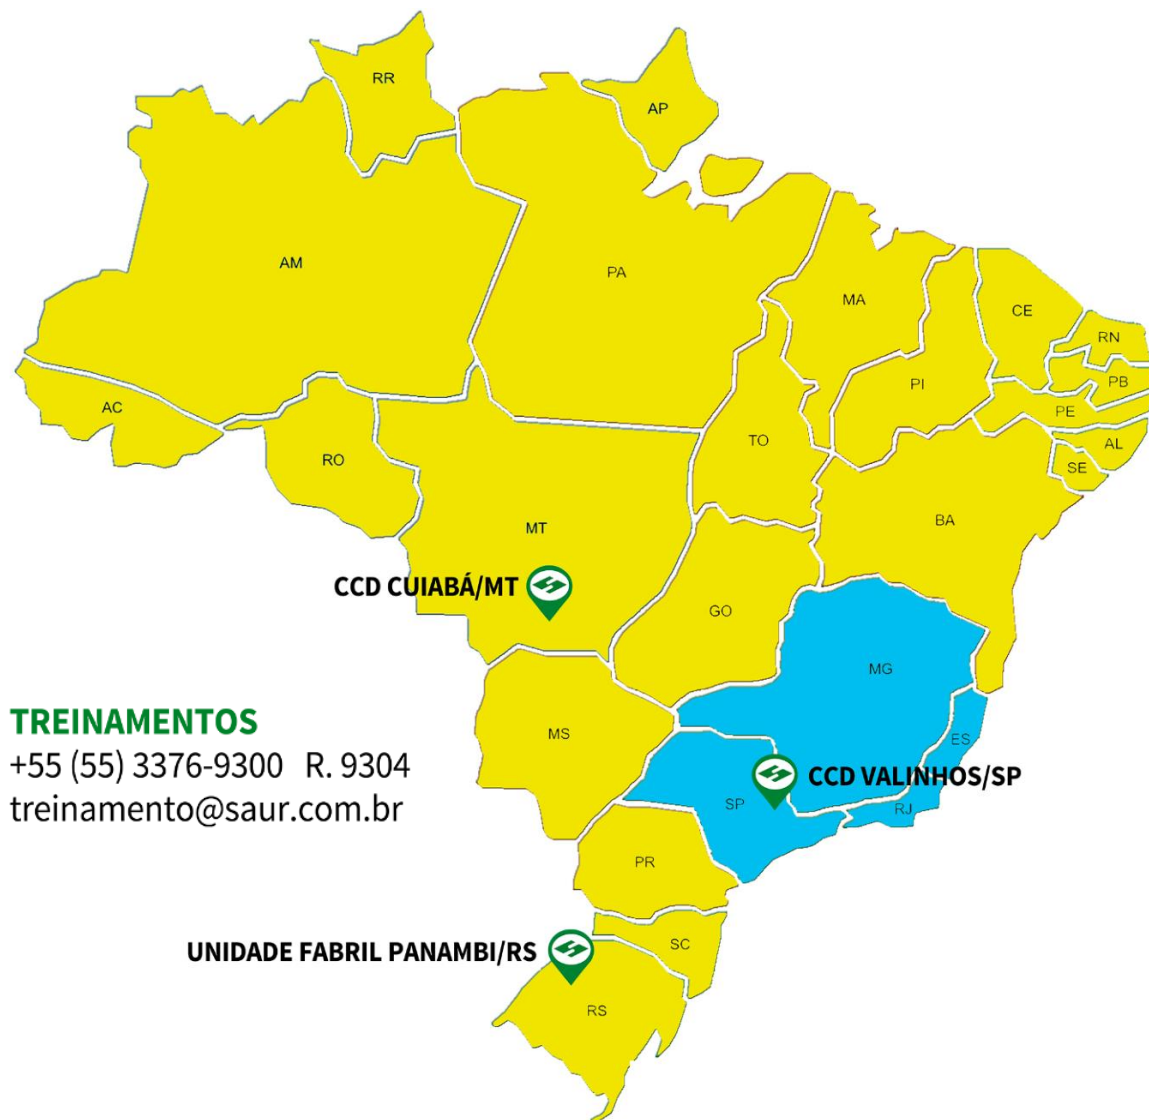 RR
AP
AM
PA
MA
CE
RN
PI
PB
AC
PE
TO
AL
RO
SE
MT
BA
CCD CUIABÁ/MT
GO
MG
TREINAMENTOS
+55 (55) 3376-9300 R. 9304
treinamento@saur.com.br
MS
ES
CCD VALINHOS/SP
SP
RJ
PR
UNIDADE FABRIL PANAMBI/RS
SC
RS